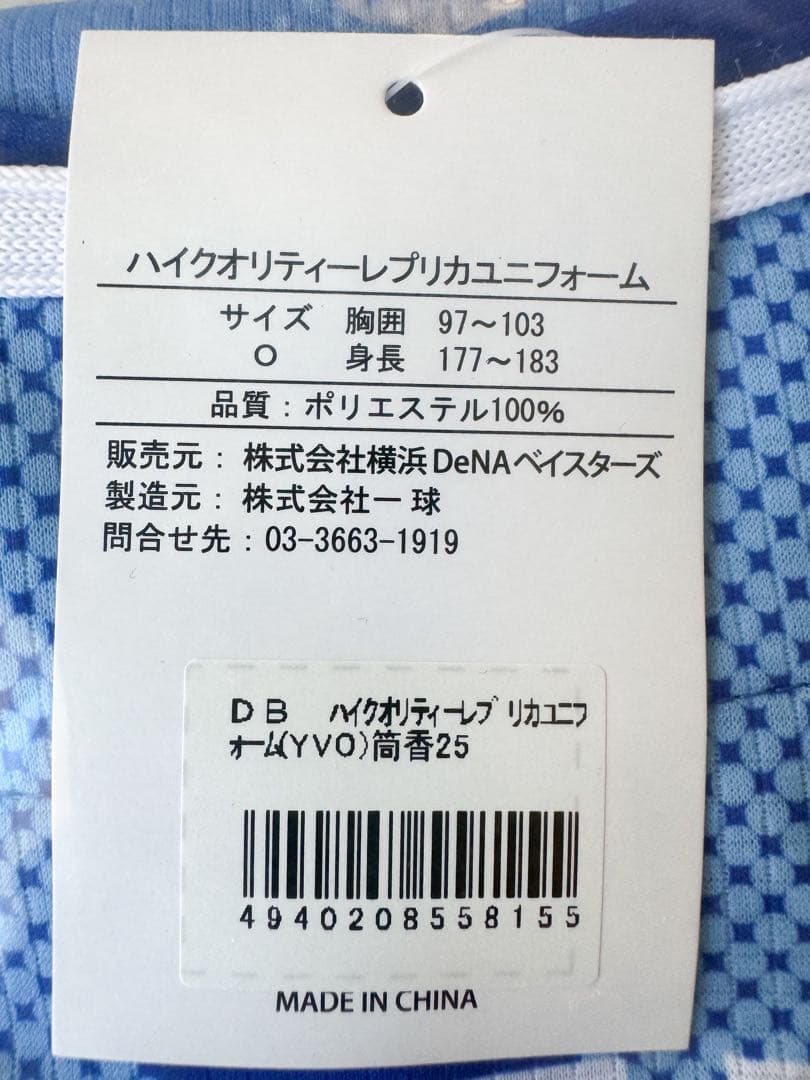 ハイクオリティーレプリカユニフォーム
サイズ 胸囲 97～103
O 身長 177～183
品質：ポリエステル100%
販売元： 株式会社横浜DeNAベイスターズ
製造元： 株式会社一球
問合せ先：03-3663-1919
DB ハイクオリティーレプリカユニフ
ォーム(YVO)筒香25
4940208558155
MADE IN CHINA